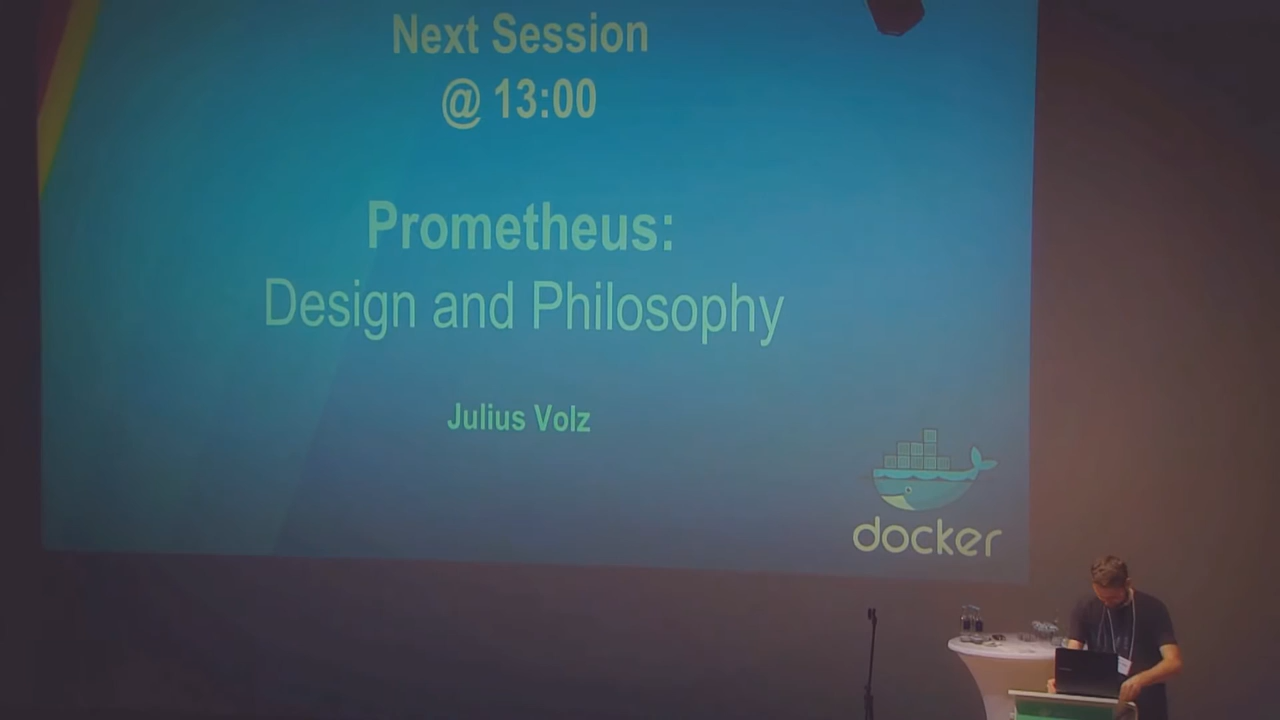 Next Session
@ 13:00
Prometheus:
Design and Philosophy
Julius Volz
docker